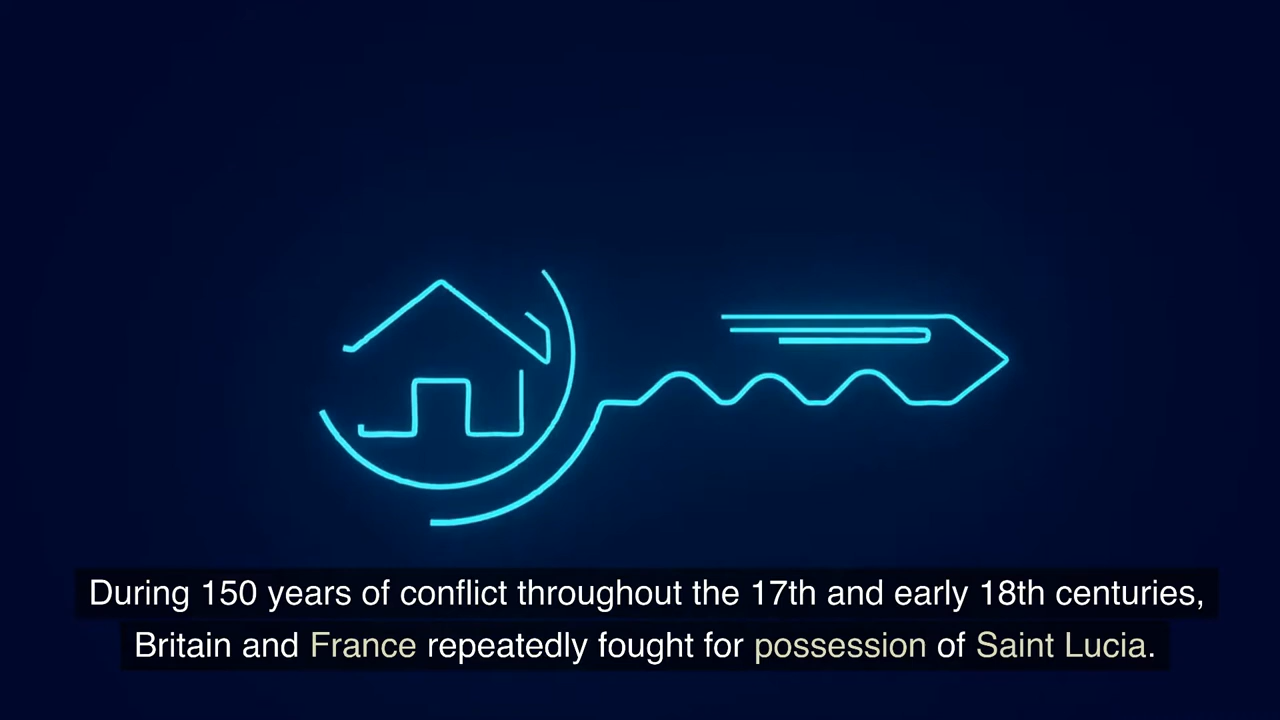 During 150 years of conflict throughout the 17th and early 18th centuries,
Britain and France repeatedly fought for possession of Saint Lucia.